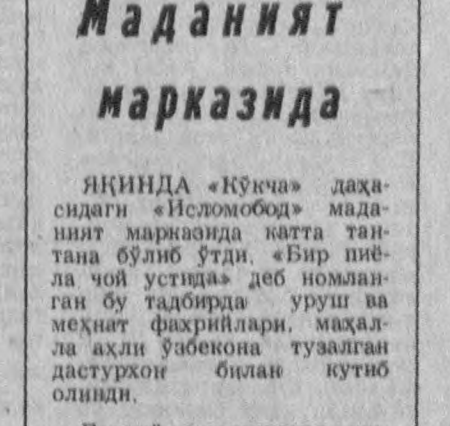 Маданият
марказида
ЯҚИНДА «Кўкча» даҳа-
сидаги «Исломобод» мада-
ният марказида катта тан-
тана бўлиб ўтди. «Бир пиё-
ла чой устида» деб номлан-
ган бу тадбирда уруш ва
меҳнат фахрийлари, маҳал-
ла аҳли ўзбекона тузалган
дастурхон билан кутиб
олинди.